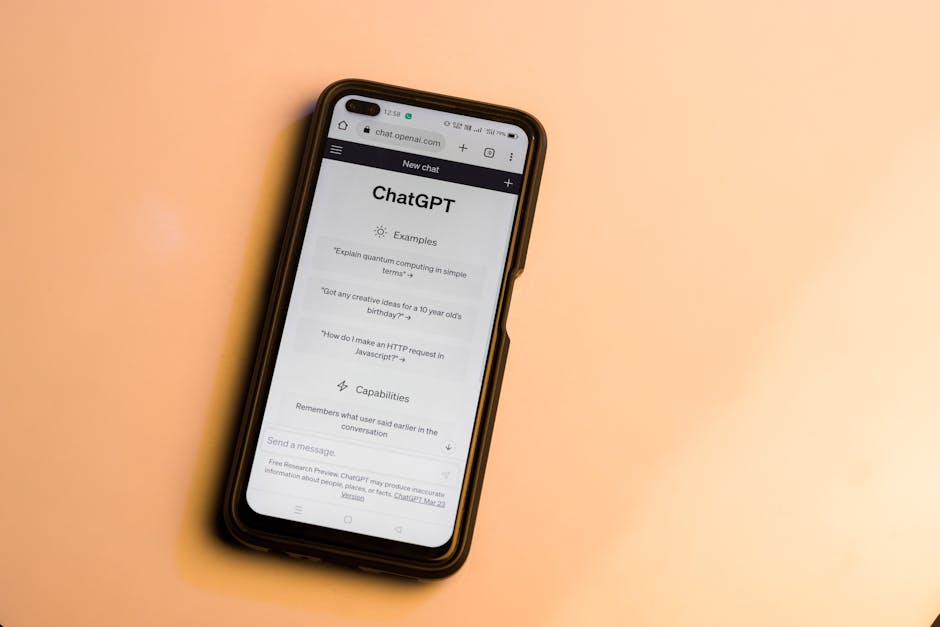 12:58
79%
chat.openai.com
New chat
ChatGPT
Examples
"Explain quantum computing in simple
terms" →
"Got any creative ideas for a 10 year old's
birthday?" →
"How do I make an HTTP request in
Javascript?" →
Capabilities
Remembers what user said earlier in the
conversation
Send a message.
Free Research Preview. ChatGPT may produce inaccurate
information about people, places, or facts. ChatGPT Mar 23
Version